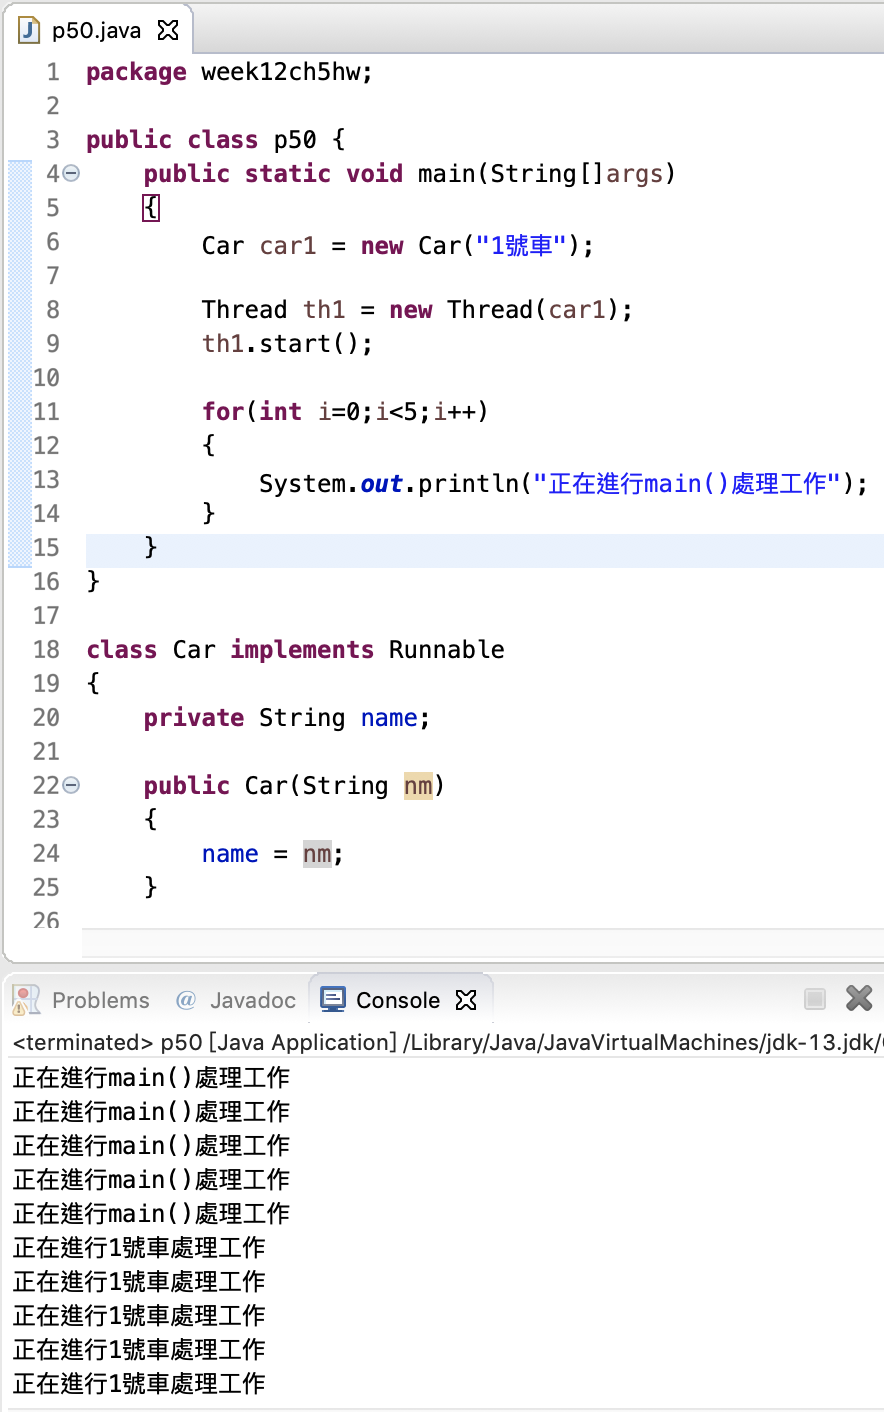 p50.java
1 package week12ch5hw;
2
3 public class p50 {
4 public static void main(String[]args)
5 {
6 Car car1 = new Car("1號車");
7
8 Thread th1 = new Thread(car1);
9 th1.start();
10
11 for(int i=0;i<5;i++)
12 {
13 System.out.println("正在進行main()處理工作");
14 }
15 }
16 }
17
18 class Car implements Runnable
19 {
20 private String name;
21
22 public Car(String nm)
23 {
24 name = nm;
25 }
26
Problems @ Javadoc Console
<terminated> p50 [Java Application] /Library/Java/JavaVirtualMachines/jdk-13.jdk/
正在進行main()處理工作
正在進行main()處理工作
正在進行main()處理工作
正在進行main()處理工作
正在進行main()處理工作
正在進行1號車處理工作
正在進行1號車處理工作
正在進行1號車處理工作
正在進行1號車處理工作
正在進行1號車處理工作